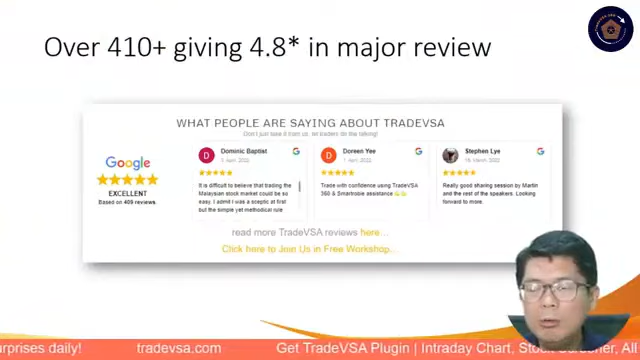 Over 410+ giving 4.8* in major review
WHAT PEOPLE ARE SAYING ABOUT TRADEVSA
Don't just take it from us, let traders do the talking!
Google
EXCELLENT
Based on 409 reviews.
Dominic Baptist
It is difficult to believe that trading the
Malaysian stock market could be so
easy. I admit I was a sceptic at first
but the simple yet methodical rule
Doreen Yee
Trade with confidence using TradeVSA
360 & Smartrobie assistance
Stephen Lye
Really good sharing session by Martin
and the rest of the speakers. Looking
forward to more.
read more TradeVSA reviews here...
Click here to Join Us in Free Workshop...
urprises daily!
tradevsa.com
Get TradeVSA Plugin | Intraday Chart, Stock Screener, All